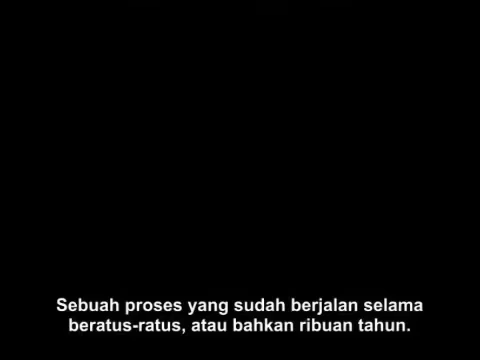 Sebuah proses yang sudah berjalan selama
beratus-ratus, atau bahkan ribuan tahun.